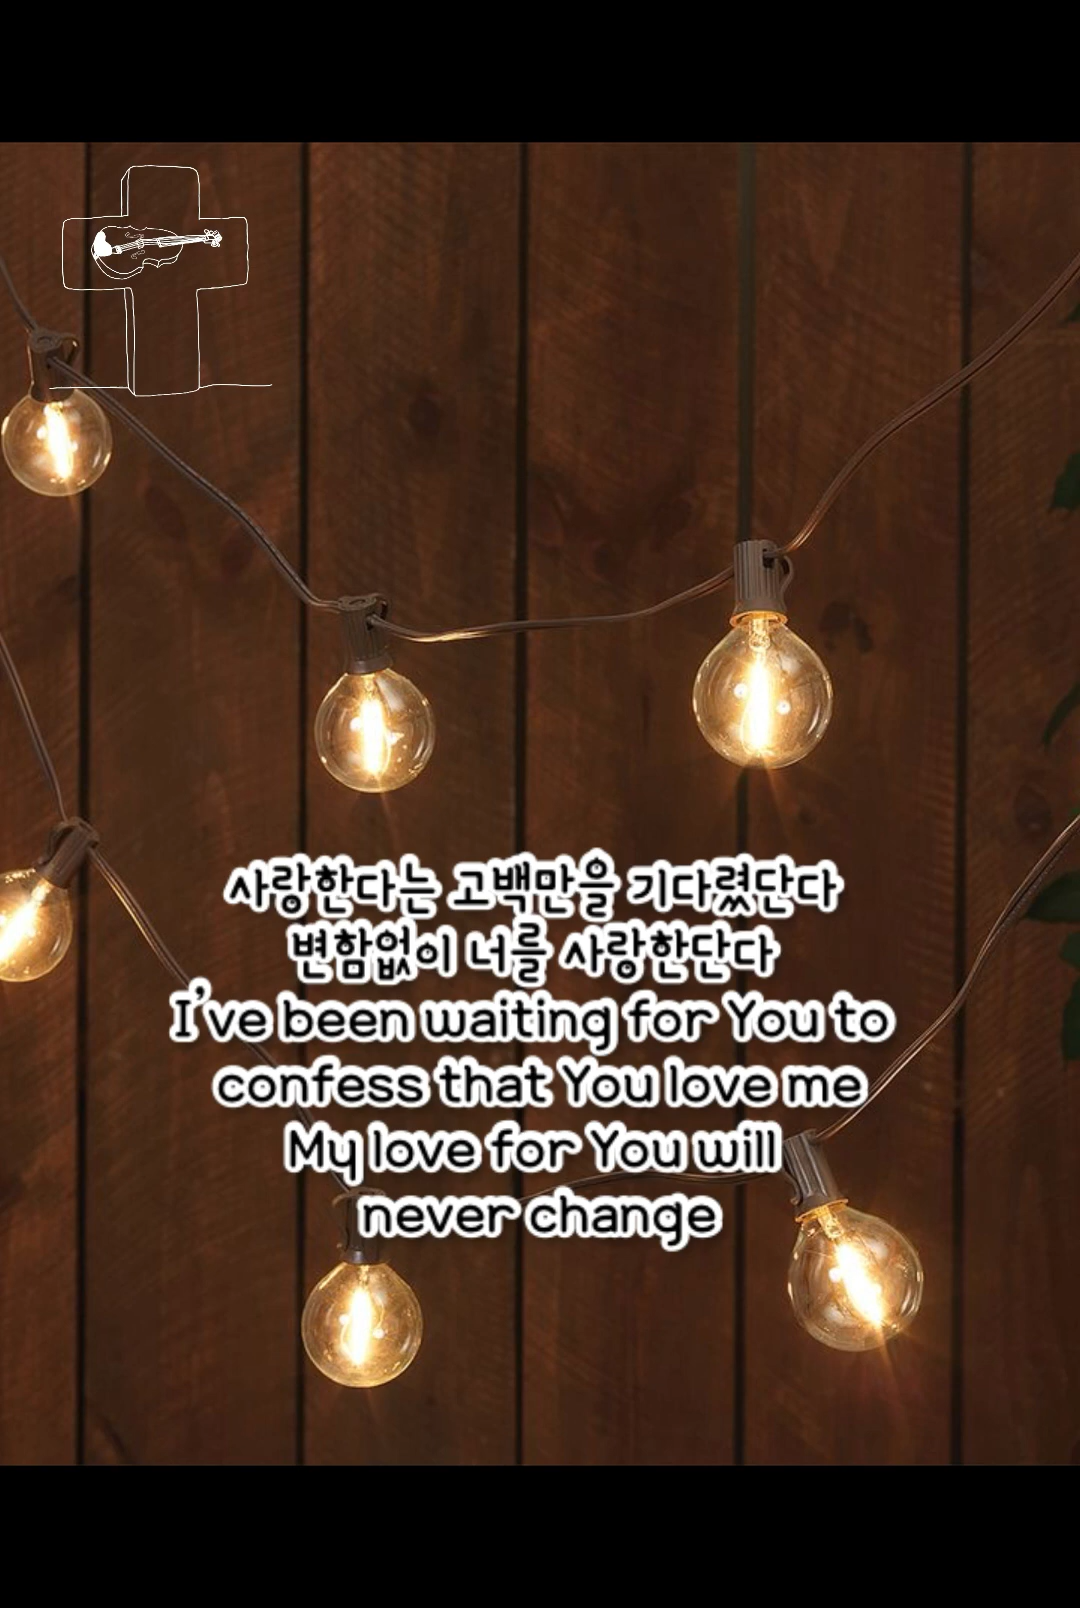 사랑한다는 고백만을 기다렸단다
변함없이 너를 사랑한단다
I've been waiting for You to
confess that You love me
My love for You will
never change